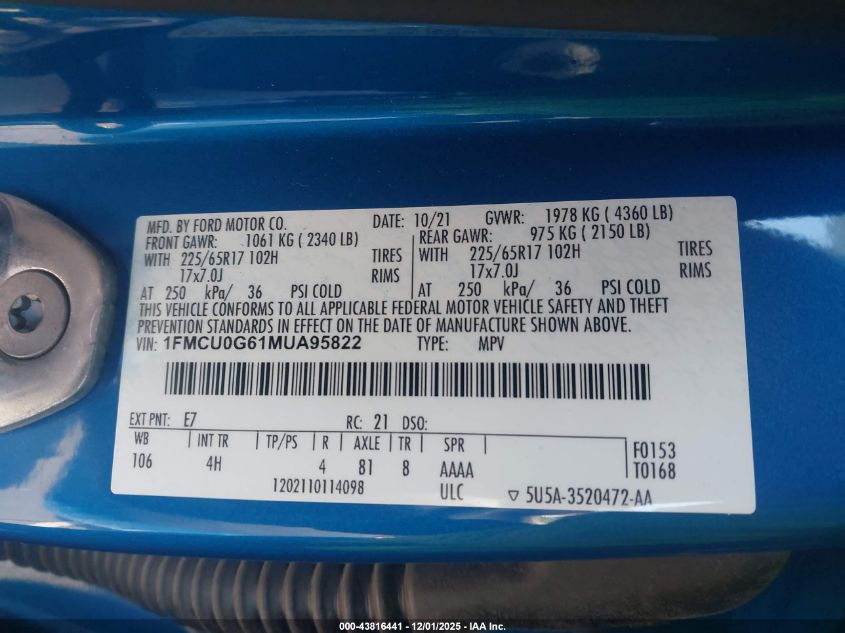 MFD. BY FORD MOTOR CO. DATE: 10/21 GVWR: 1978 KG ( 4360 LB)
FRONT GAWR: 1061 KG ( 2340 LB) REAR GAWR: 975 KG ( 2150 LB)
WITH 225/65R17 102H TIRES WITH 225/65R17 102H TIRES
17x7.0J RIMS 17x7.0J RIMS
AT 250 kPa/ 36 PSI COLD AT 250 kPa/ 36 PSI COLD
THIS VEHICLE CONFORMS TO ALL APPLICABLE FEDERAL MOTOR VEHICLE SAFETY AND THEFT
PREVENTION STANDARDS IN EFFECT ON THE DATE OF MANUFACTURE SHOWN ABOVE.
VIN: 1FMCU0G61MUA95822 TYPE: MPV
EXT PNT: E7 RC: 21 DSO:
WB INT TR TP/PS R AXLE TR SPR F0153
106 4H 4 81 8 AAAA T0168
1202110114098 ULC ▽ 5U5A-3520472-AA
000-43816441 - 12/01/2025 - IAA Inc.